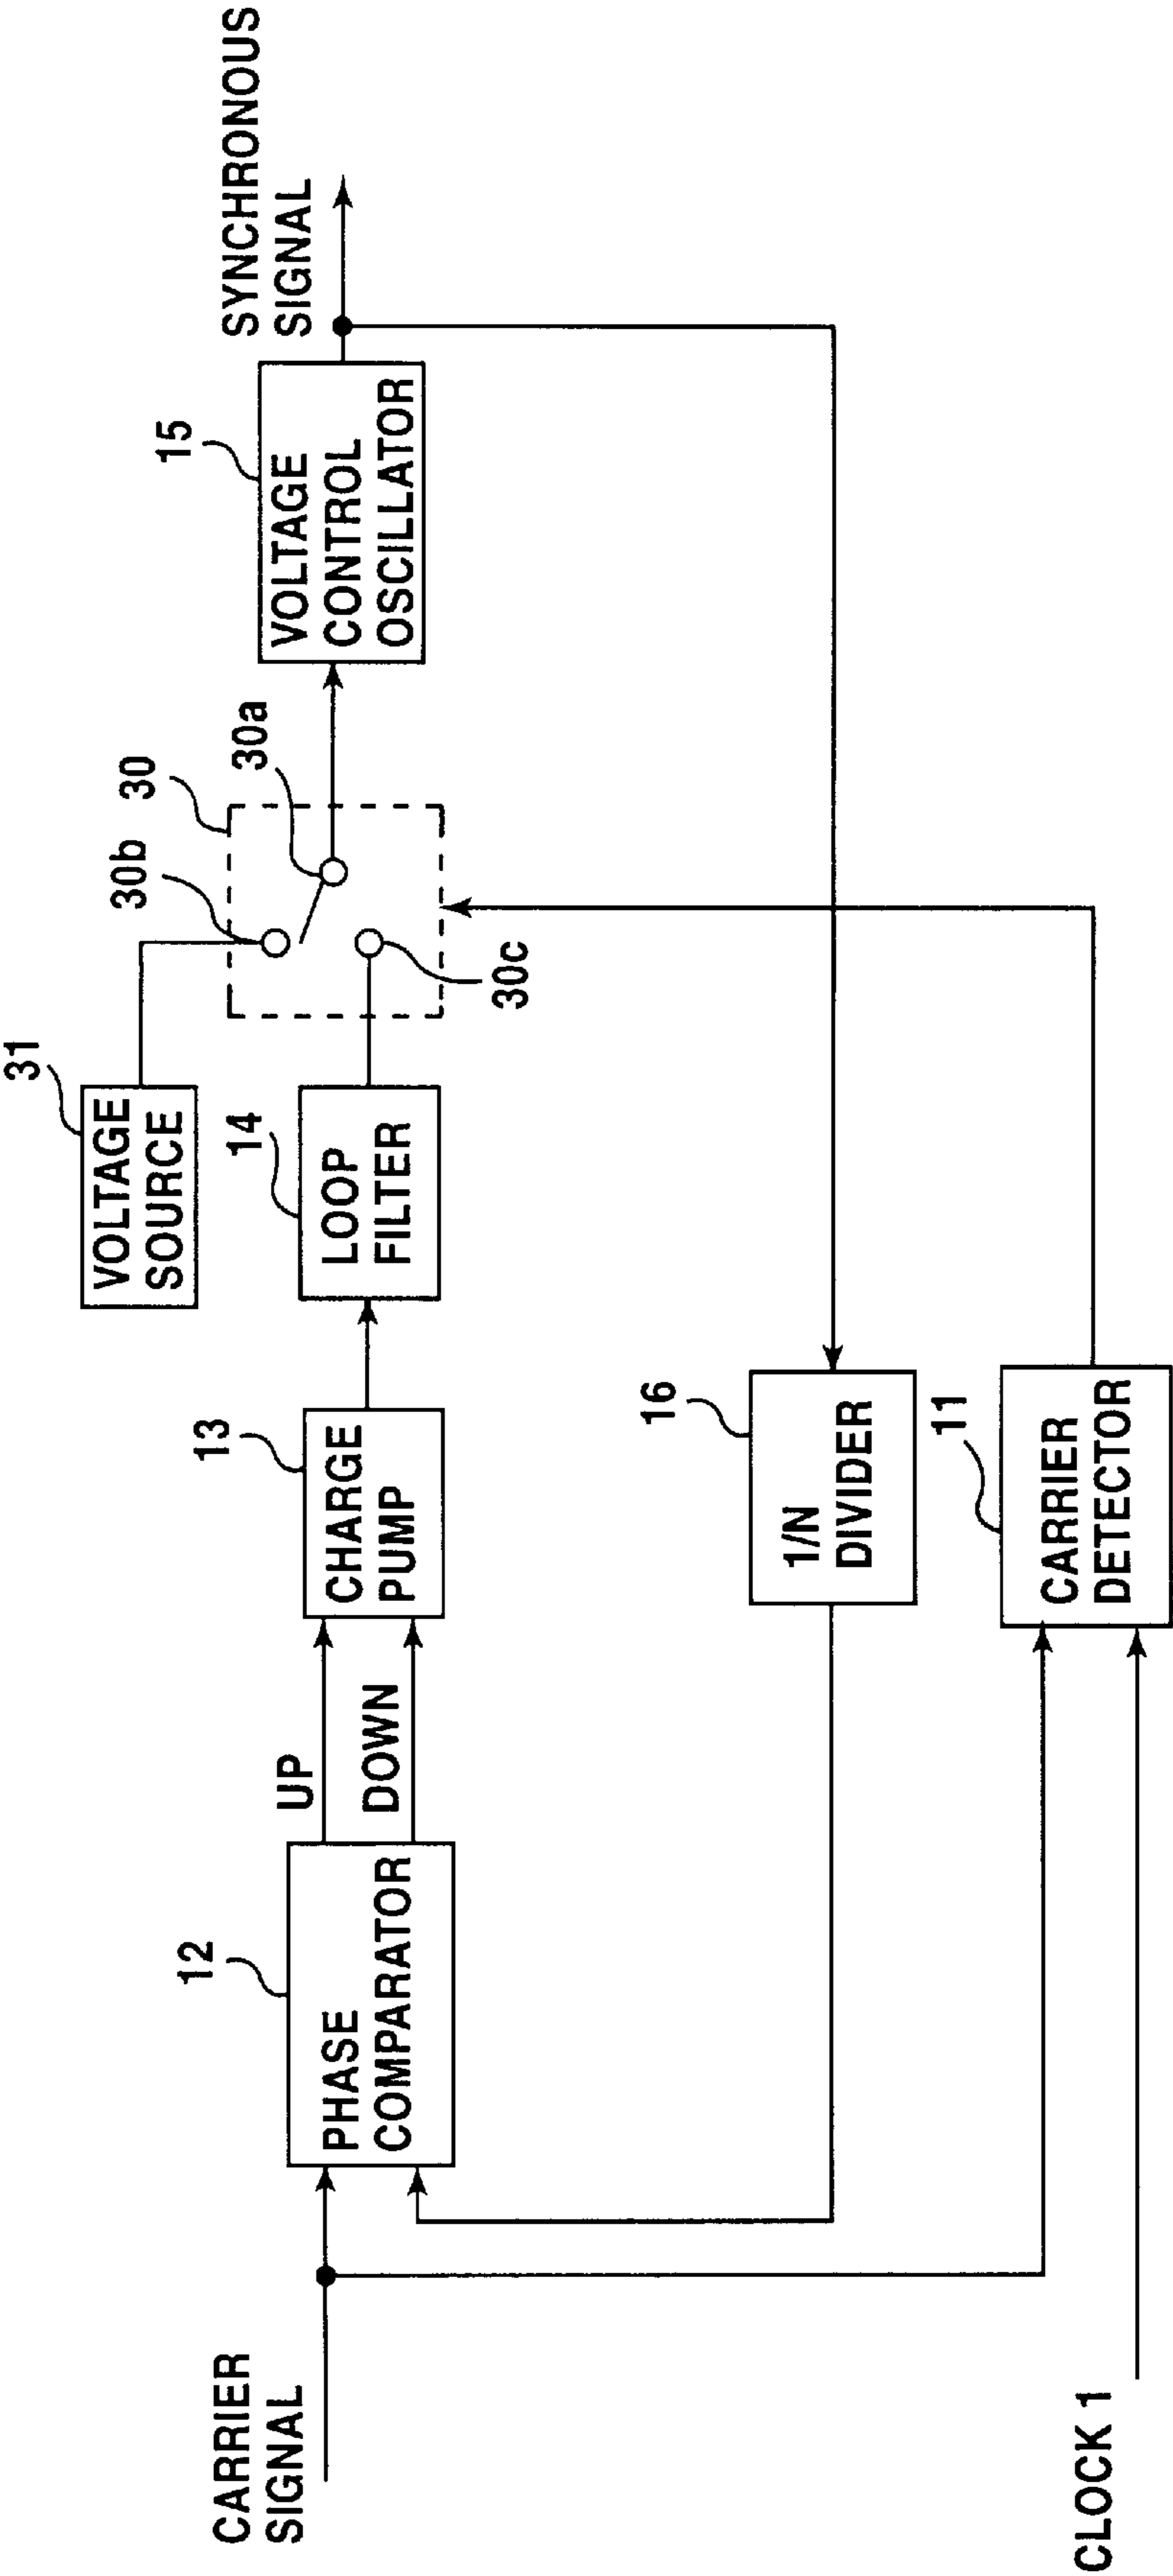 CARRIER
SIGNAL
12
PHASE
COMPARATOR
UP
DOWN
13
CHARGE
PUMP
14
LOOP
FILTER
31
VOLTAGE
SOURCE
30b
30
30a
30c
15
VOLTAGE
CONTROL
OSCILLATOR
SYNCHRONOUS
SIGNAL
16
1/N
DIVIDER
11
CARRIER
DETECTOR
CLOCK 1